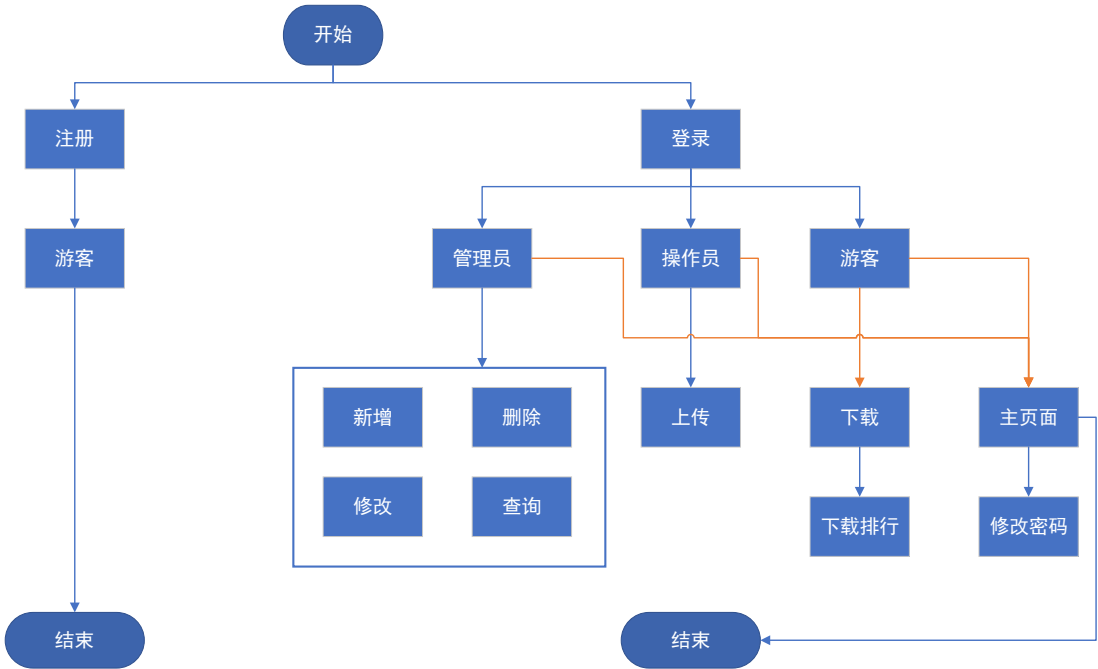 开始
注册
登录
游客
管理员
操作员
游客
新增
删除
上传
下载
主页面
修改
查询
下载排行
修改密码
结束
结束